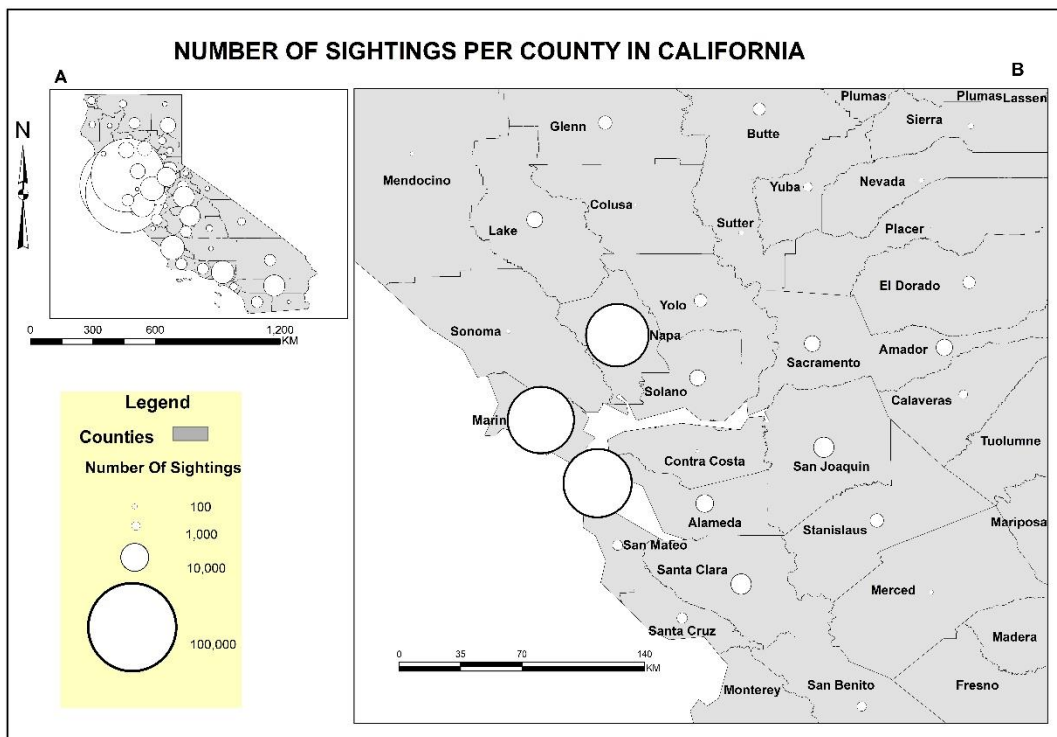 NUMBER OF SIGHTINGS PER COUNTY IN CALIFORNIA
A
B
N
0 300 600 1,200
KM
Legend
Counties
Number Of Sightings
100
1,000
10,000
100,000
Plumas
Plumas
Lassen
Glenn
Butte
Sierra
Mendocino
Yuba
Nevada
Colusa
Sutter
Placer
Lake
El Dorado
Yolo
Sonoma
Napa
Sacramento
Amador
Solano
Calaveras
Marin
Tuolumne
Contra Costa
San Joaquin
Alameda
Stanislaus
Mariposa
San Mateo
Santa Clara
Merced
Santa Cruz
Madera
0 35 70 140
KM
Monterey
San Benito
Fresno